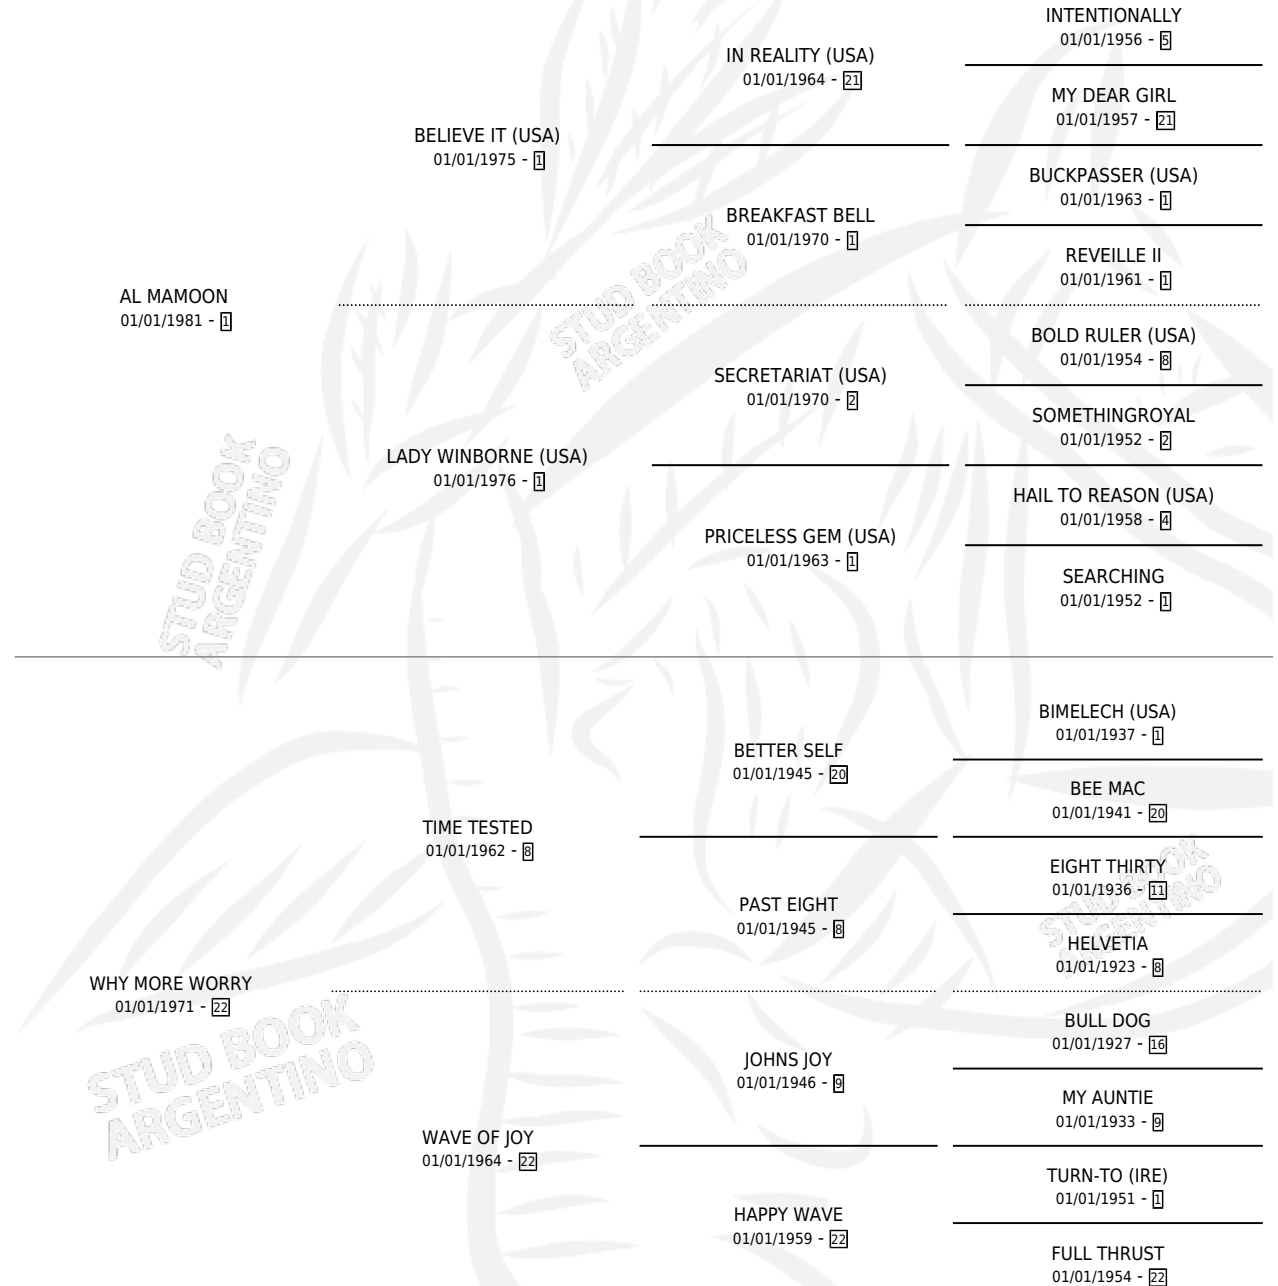 INTENTIONALLY
01/01/1956 - 5
IN REALITY (USA)
01/01/1964 - 21
MY DEAR GIRL
01/01/1957 - 21
BELIEVE IT (USA)
01/01/1975 - 1
BUCKPASSER (USA)
01/01/1963 - 1
BREAKFAST BELL
01/01/1970 - 1
REVEILLE II
01/01/1961 - 1
AL MAMOON
01/01/1981 - 1
BOLD RULER (USA)
01/01/1954 - 8
SECRETARIAT (USA)
01/01/1970 - 2
SOMETHINGROYAL
01/01/1952 - 2
LADY WINBORNE (USA)
01/01/1976 - 1
HAIL TO REASON (USA)
01/01/1958 - 4
PRICELESS GEM (USA)
01/01/1963 - 1
SEARCHING
01/01/1952 - 1
STUD BOOK
ARGENTINO
STUD BOOK
ARGENTINO
BIMELECH (USA)
01/01/1937 - 1
BETTER SELF
01/01/1945 - 20
BEE MAC
01/01/1941 - 20
TIME TESTED
01/01/1962 - 8
EIGHT THIRTY
01/01/1936 - 11
PAST EIGHT
01/01/1945 - 8
HELVETIA
01/01/1923 - 8
STUD BOOK
ARGENTINO
WHY MORE WORRY
01/01/1971 - 22
BULL DOG
01/01/1927 - 16
JOHNS JOY
01/01/1946 - 9
MY AUNTIE
01/01/1933 - 9
STUD BOOK
ARGENTINO
WAVE OF JOY
01/01/1964 - 22
TURN-TO (IRE)
01/01/1951 - 1
HAPPY WAVE
01/01/1959 - 22
FULL THRUST
01/01/1954 - 22